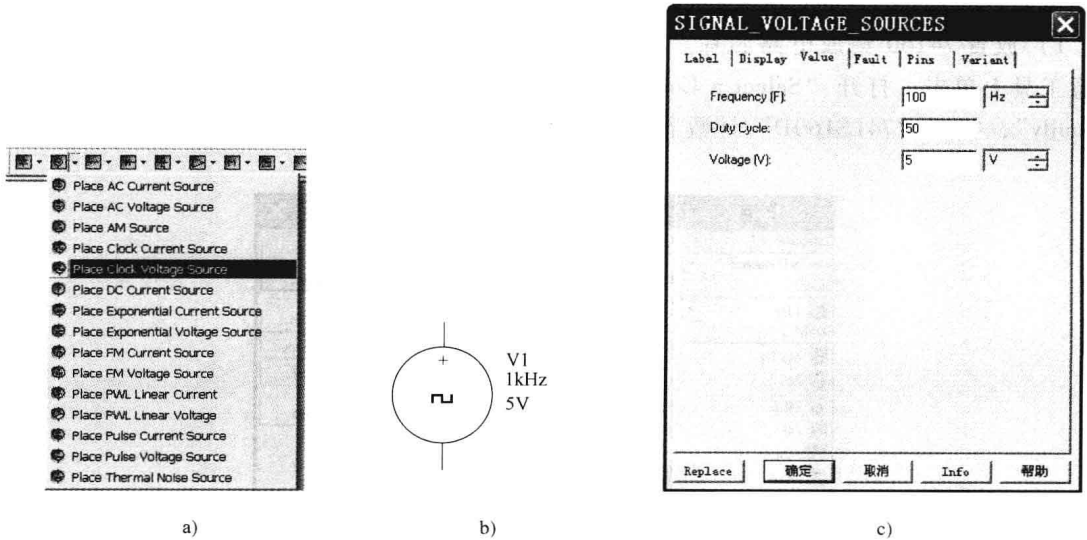 Place AC Current Source
Place AC Voltage Source
Place AM Source
Place Clock Current Source
Place Clock Voltage Source
Place DC Current Source
Place Exponential Current Source
Place Exponential Voltage Source
Place FM Current Source
Place FM Voltage Source
Place PWL Linear Current
Place PWL Linear Voltage
Place Pulse Current Source
Place Pulse Voltage Source
Place Thermal Noise Source
a)
V1
1kHz
5V
b)
SIGNAL_VOLTAGE_SOURCES
Label Display Value Fault Pins Variant
Frequency (F): 100 Hz
Duty Cycle: 50
Voltage (V): 5 V
Replace 确定 取消 Info 帮助
c)